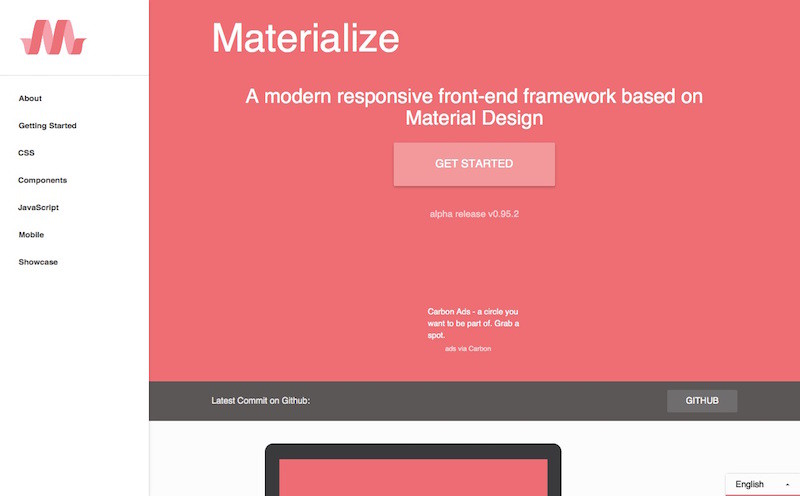 About
Getting Started
CSS
Components
JavaScript
Mobile
Showcase
Materialize
A modern responsive front-end framework based on
Material Design
GET STARTED
alpha release v0.95.2
Carbon Ads - a circle you
want to be part of. Grab a
spot.
ads via Carbon
Latest Commit on Github:
GITHUB
English